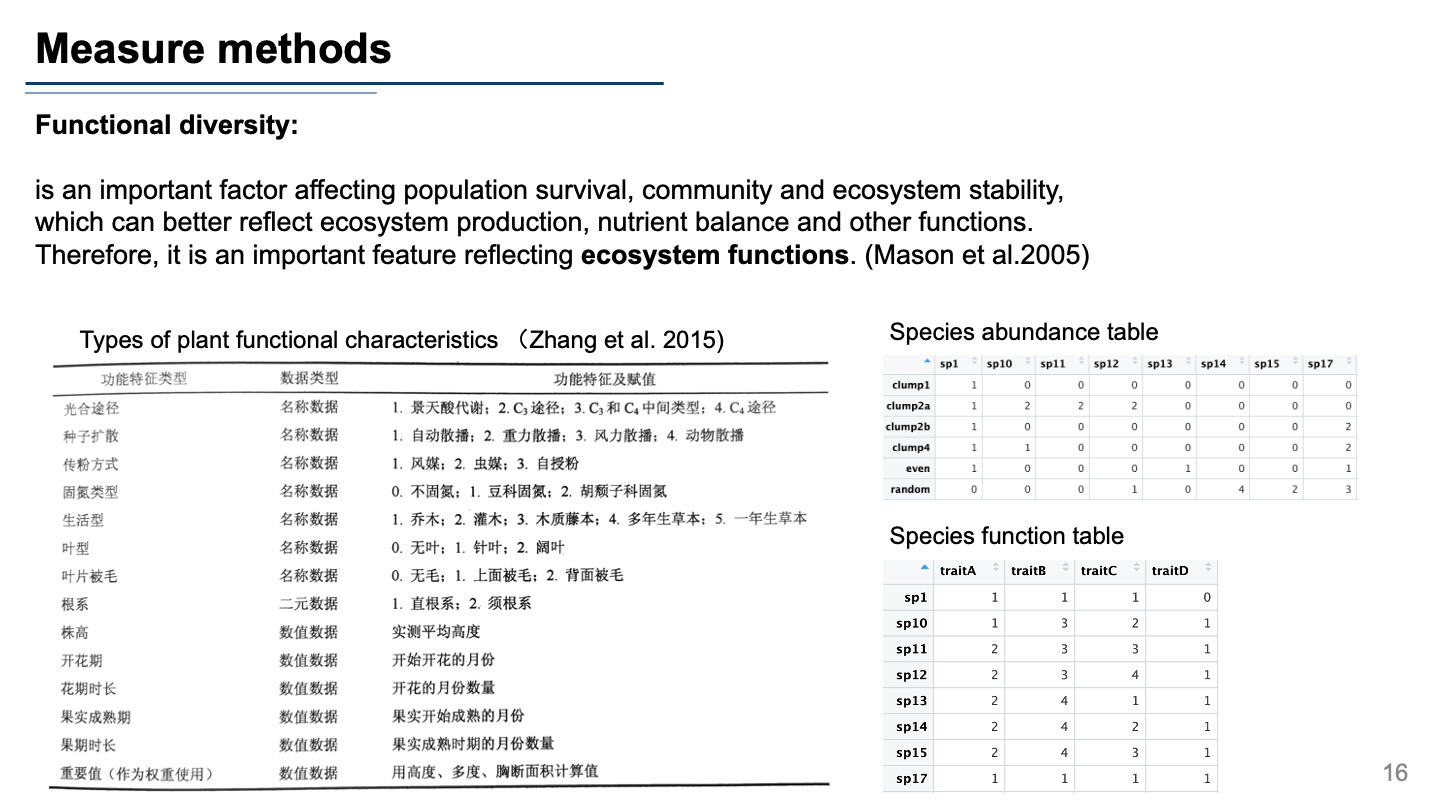 Measure methods
Functional diversity:
is an important factor affecting population survival, community and ecosystem stability,
which can better reflect ecosystem production, nutrient balance and other functions.
Therefore, it is an important feature reflecting ecosystem functions. (Mason et al.2005)
Types of plant functional characteristics （Zhang et al. 2015)
功能特征类型 数据类型 功能特征及赋值
光合途径 名称数据 1. 景天酸代谢；2. C₃途径；3. C₃和C₄中间类型；4. C₄途径
种子扩散 名称数据 1. 自动散播；2. 重力散播；3. 风力散播；4. 动物散播
传粉方式 名称数据 1. 风媒；2. 虫媒；3. 自授粉
固氮类型 名称数据 0. 不固氮；1. 豆科固氮；2. 胡颓子科固氮
生活型 名称数据 1. 乔木；2. 灌木；3. 木质藤本；4. 多年生草本；5. 一年生草本
叶型 名称数据 0. 无叶；1. 针叶；2. 阔叶
叶片被毛 名称数据 0. 无毛；1. 上面被毛；2. 背面被毛
根系 二元数据 1. 直根系；2. 须根系
株高 数值数据 实测平均高度
开花期 数值数据 开始开花的月份
花期时长 数值数据 开花的月份数量
果实成熟期 数值数据 果实开始成熟的月份
果期时长 数值数据 果实成熟时期的月份数量
重要值（作为权重使用） 数值数据 用高度、多度、胸断面积计算值
Species abundance table
sp1 sp10 sp11 sp12 sp13 sp14 sp15 sp17
clump1 1 0 0 0 0 0 0 0
clump2a 1 2 2 2 0 0 0 0
clump2b 1 0 0 0 0 0 0 2
clump4 1 1 0 0 0 0 0 2
even 1 0 0 0 1 0 0 1
random 0 0 0 1 0 4 2 3
Species function table
traitA traitB traitC traitD
sp1 1 1 1 0
sp10 1 3 2 1
sp11 2 3 3 1
sp12 2 3 4 1
sp13 2 4 1 1
sp14 2 4 2 1
sp15 2 4 3 1
sp17 1 1 1 1
16